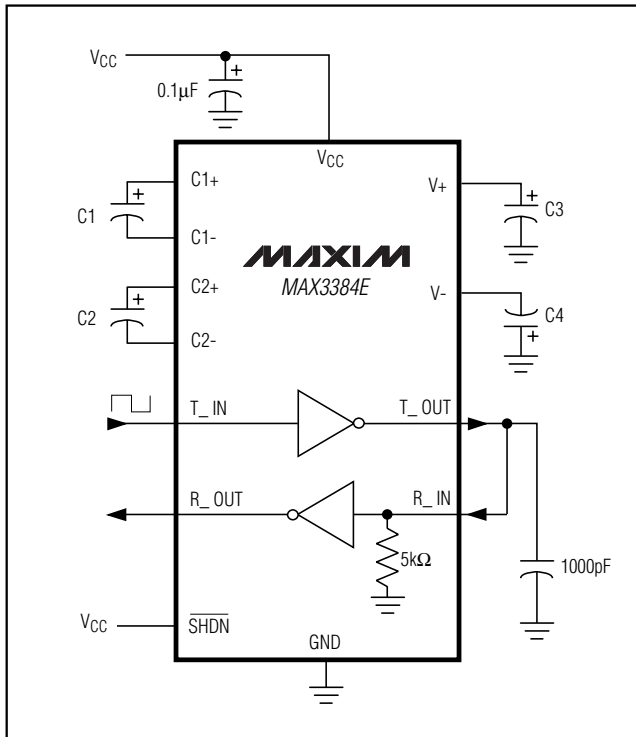 VCC
+
0.1µF
VCC
C1+
V+
+
+
C1
C3
C1-
MAXIM
C2+
MAX3384E
V-
+
C2
C4
C2-
+
T_ IN
T_ OUT
R_ OUT
R_ IN
5kΩ
1000pF
VCC
SHDN
GND